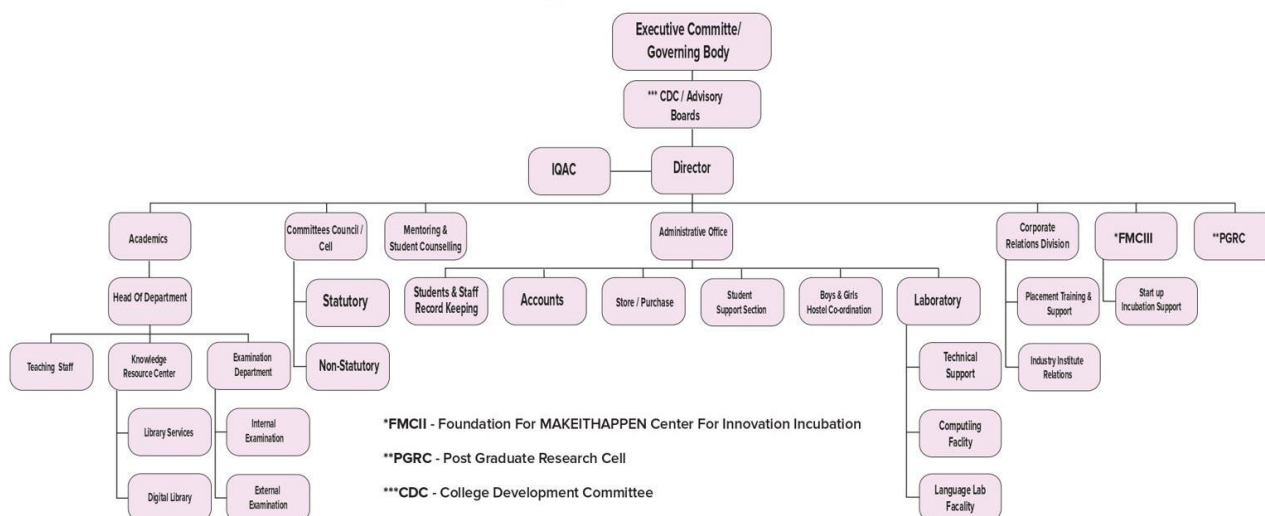 Executive Committe/
Governing Body
*** CDC / Advisory
Boards
IQAC
Director
Academics
Committees Council /
Cell
Mentoring &
Student Counselling
Administrative Office
Corporate
Relations Division
*FMCIII
**PGRC
Head Of Department
Statutory
Students & Staff
Record Keeping
Accounts
Store / Purchase
Student
Support Section
Boys & Girls
Hostel Co-ordination
Laboratory
Placement Training &
Support
Start up
Incubation Support
Teaching Staff
Knowledge
Resource Center
Examination
Department
Non-Statutory
Technical
Support
Industry Institute
Relations
Library Services
Internal
Examination
Computiing
Faclity
Digital Library
External
Examination
Language Lab
Facality
*FMCII - Foundation For MAKEITHAPPEN Center For Innovation Incubation
**PGRC - Post Graduate Research Cell
***CDC - College Development Committee